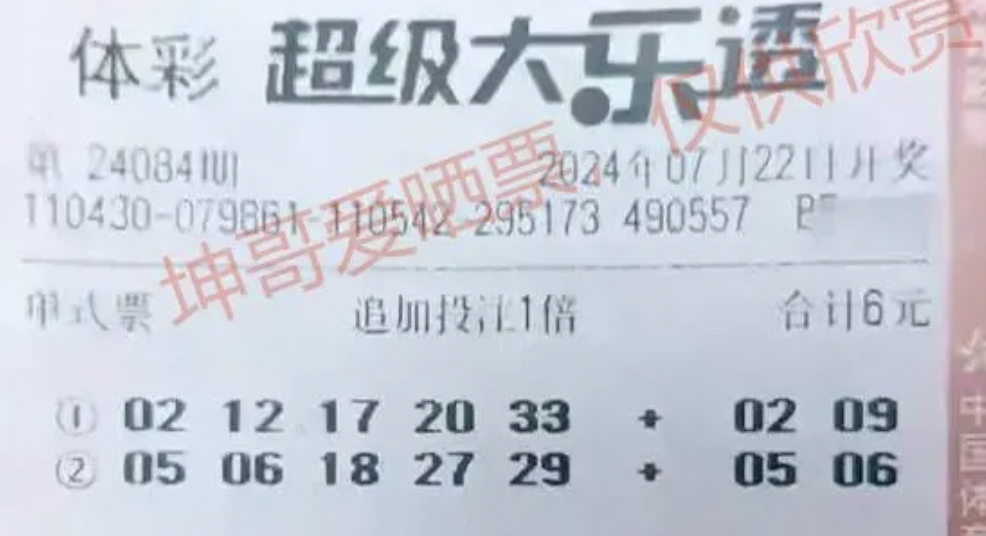 体彩 超级大乐透
第 24084期 2024年07月22日开奖
110430-079861-110542 295173 490557
单式票 追加投注1倍 合计6元
① 02 12 17 20 33 + 02 09
② 05 06 18 27 29 + 05 06
坤哥爱晒票 仅供欣赏
中国体